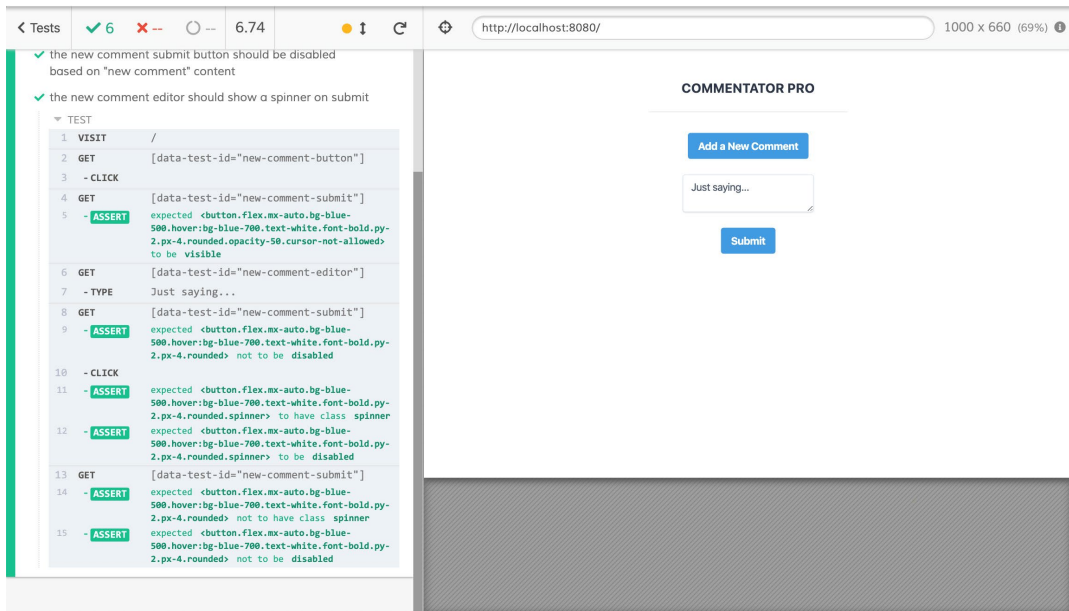 Tests 6 -- -- 6.74 http://localhost:8080/ 1000 x 660 (69%)
the new comment submit button should be disabled
based on "new comment" content
the new comment editor should show a spinner on submit
TEST
1 VISIT /
2 GET [data-test-id="new-comment-button"]
3 - CLICK
4 GET [data-test-id="new-comment-submit"]
5 - ASSERT expected <button.flex.mx-auto.bg-blue-
500.hover:bg-blue-700.text-white.font-bold.py-
2.px-4.rounded.opacity-50.cursor-not-allowed>
to be visible
6 GET [data-test-id="new-comment-editor"]
7 - TYPE Just saying...
8 GET [data-test-id="new-comment-submit"]
9 - ASSERT expected <button.flex.mx-auto.bg-blue-
500.hover:bg-blue-700.text-white.font-bold.py-
2.px-4.rounded> not to be disabled
10 - CLICK
11 - ASSERT expected <button.flex.mx-auto.bg-blue-
500.hover:bg-blue-700.text-white.font-bold.py-
2.px-4.rounded.spinner> to have class spinner
12 - ASSERT expected <button.flex.mx-auto.bg-blue-
500.hover:bg-blue-700.text-white.font-bold.py-
2.px-4.rounded.spinner> to be disabled
13 GET [data-test-id="new-comment-submit"]
14 - ASSERT expected <button.flex.mx-auto.bg-blue-
500.hover:bg-blue-700.text-white.font-bold.py-
2.px-4.rounded> not to have class spinner
15 - ASSERT expected <button.flex.mx-auto.bg-blue-
500.hover:bg-blue-700.text-white.font-bold.py-
2.px-4.rounded> not to be disabled
COMMENTATOR PRO
Add a New Comment
Just saying...
Submit